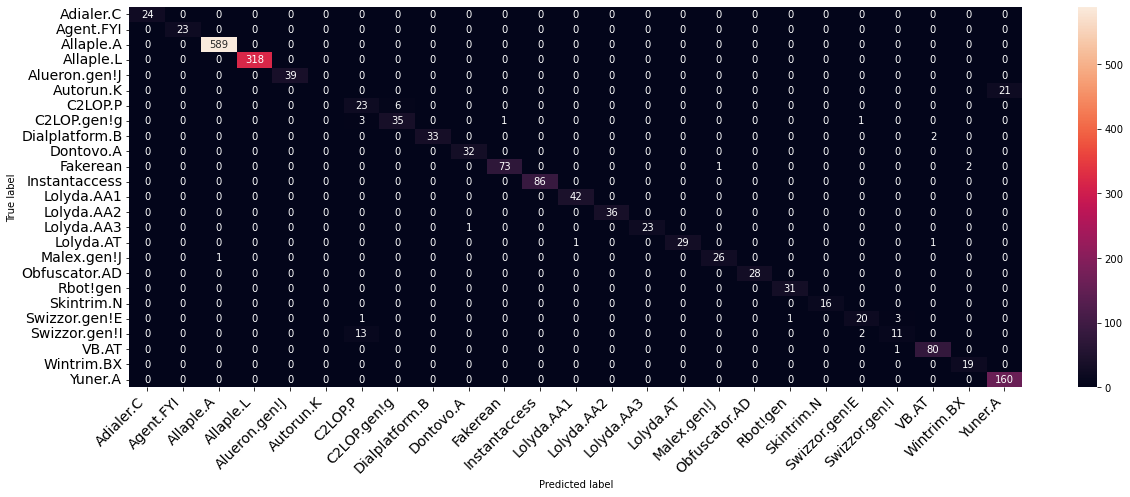 Adialer.C 24 0 0 0 0 0 0 0 0 0 0 0 0 0 0 0 0 0 0 0 0 0 0 0 0
Agent.FYI 0 23 0 0 0 0 0 0 0 0 0 0 0 0 0 0 0 0 0 0 0 0 0 0 0
Allaple.A 0 0 589 0 0 0 0 0 0 0 0 0 0 0 0 0 0 0 0 0 0 0 0 0 0
Allaple.L 0 0 0 318 0 0 0 0 0 0 0 0 0 0 0 0 0 0 0 0 0 0 0 0 0
Alueron.gen!J 0 0 0 0 39 0 0 0 0 0 0 0 0 0 0 0 0 0 0 0 0 0 0 0 0
Autorun.K 0 0 0 0 0 0 0 0 0 0 0 0 0 0 0 0 0 0 0 0 0 0 0 0 21
C2LOP.P 0 0 0 0 0 0 23 6 0 0 0 0 0 0 0 0 0 0 0 0 0 0 0 0 0
C2LOP.gen!g 0 0 0 0 0 0 3 35 0 0 1 0 0 0 0 0 0 0 0 0 1 0 0 0 0
Dialplatform.B 0 0 0 0 0 0 0 0 33 0 0 0 0 0 0 0 0 0 0 0 0 0 2 0 0
Dontovo.A 0 0 0 0 0 0 0 0 0 32 0 0 0 0 0 0 0 0 0 0 0 0 0 0 0
Fakerean 0 0 0 0 0 0 0 0 0 0 73 0 0 0 0 0 1 0 0 0 0 0 0 2 0
Instantaccess 0 0 0 0 0 0 0 0 0 0 0 86 0 0 0 0 0 0 0 0 0 0 0 0 0
Lolyda.AA1 0 0 0 0 0 0 0 0 0 0 0 0 42 0 0 0 0 0 0 0 0 0 0 0 0
Lolyda.AA2 0 0 0 0 0 0 0 0 0 0 0 0 0 36 0 0 0 0 0 0 0 0 0 0 0
Lolyda.AA3 0 0 0 0 0 0 0 0 0 1 0 0 0 0 23 0 0 0 0 0 0 0 0 0 0
Lolyda.AT 0 0 0 0 0 0 0 0 0 0 0 0 1 0 0 29 0 0 0 0 0 0 1 0 0
Malex.gen!J 0 0 1 0 0 0 0 0 0 0 0 0 0 0 0 0 26 0 0 0 0 0 0 0 0
Obfuscator.AD 0 0 0 0 0 0 0 0 0 0 0 0 0 0 0 0 0 28 0 0 0 0 0 0 0
Rbot!gen 0 0 0 0 0 0 0 0 0 0 0 0 0 0 0 0 0 0 31 0 0 0 0 0 0
Skintrim.N 0 0 0 0 0 0 0 0 0 0 0 0 0 0 0 0 0 0 0 16 0 0 0 0 0
Swizzor.gen!E 0 0 0 0 0 0 1 0 0 0 0 0 0 0 0 0 0 0 1 0 20 3 0 0 0
Swizzor.gen!I 0 0 0 0 0 0 13 0 0 0 0 0 0 0 0 0 0 0 0 0 2 11 0 0 0
VB.AT 0 0 0 0 0 0 0 0 0 0 0 0 0 0 0 0 0 0 0 0 0 1 80 0 0
Wintrim.BX 0 0 0 0 0 0 0 0 0 0 0 0 0 0 0 0 0 0 0 0 0 0 0 19 0
Yuner.A 0 0 0 0 0 0 0 0 0 0 0 0 0 0 0 0 0 0 0 0 0 0 0 0 160
True label
Adialer.C
Agent.FYI
Allaple.A
Allaple.L
Alueron.gen!J
Autorun.K
C2LOP.P
C2LOP.gen!g
Dialplatform.B
Dontovo.A
Fakerean
Instantaccess
Lolyda.AA1
Lolyda.AA2
Lolyda.AA3
Lolyda.AT
Malex.gen!J
Obfuscator.AD
Rbot!gen
Skintrim.N
Swizzor.gen!E
Swizzor.gen!I
VB.AT
Wintrim.BX
Yuner.A
Predicted label
500
400
300
200
100
0